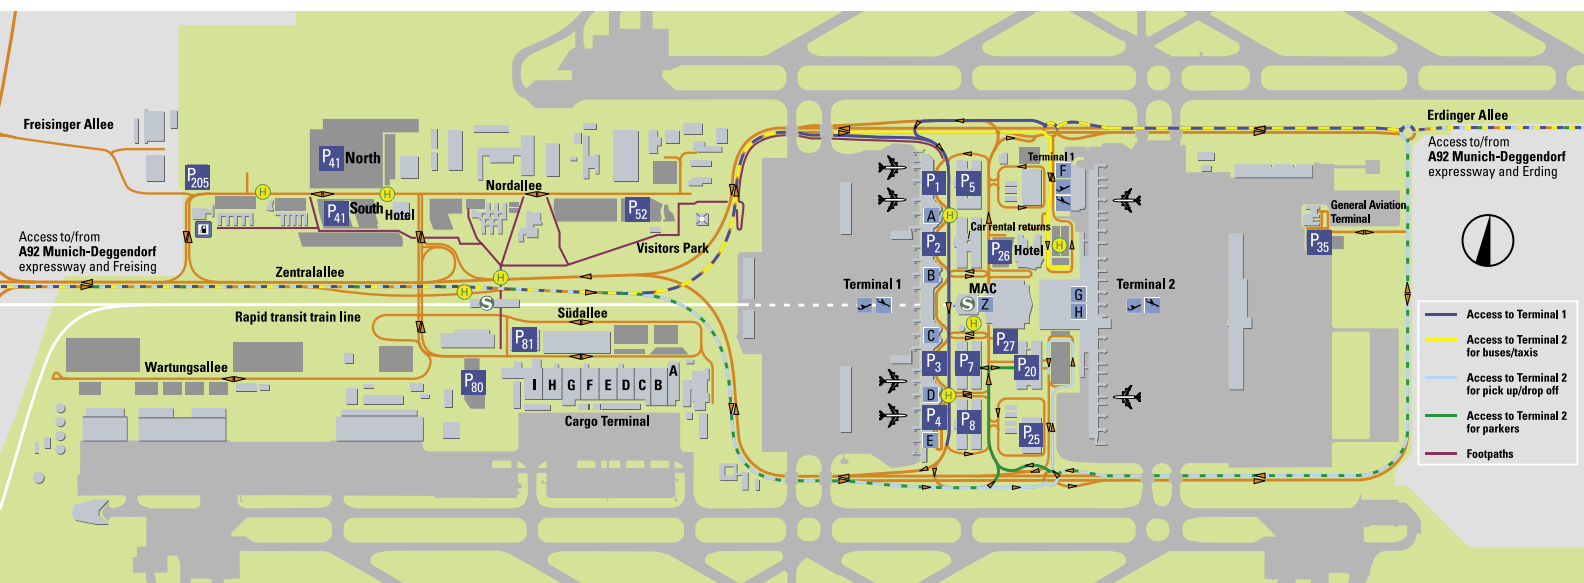 Freisinger Allee
P205
H
P41 North
H
P41 South
Hotel
Nordallee
P52
Visitors Park
Access to/from
A92 Munich-Deggendorf
expressway and Freising
Zentralallee
H
H
S
Rapid transit train line
Südallee
P81
Wartungsallee
P80
I H G F E D C B A
Cargo Terminal
Terminal 1
P1
P5
A
H
P2
B
C
P3
P7
D
H
P4
P8
E
Terminal 1
F
Car rental returns
P26
Hotel
H
MAC
S
Z
H
G
H
P27
P20
P25
Terminal 2
Erdinger Allee
Access to/from
A92 Munich-Deggendorf
expressway and Erding
General Aviation
Terminal
P35
Access to Terminal 1
Access to Terminal 2
for buses/taxis
Access to Terminal 2
for pick up/drop off
Access to Terminal 2
for parkers
Footpaths